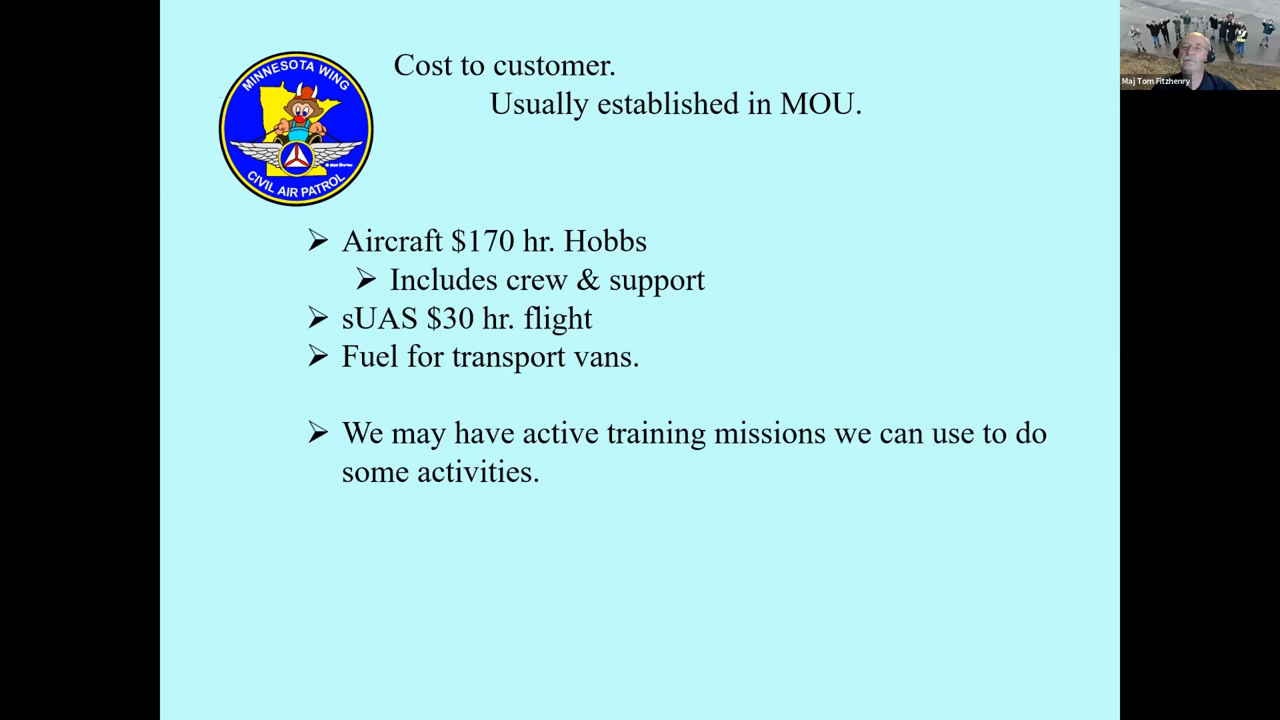 MINNESOTA WING
CIVIL AIR PATROL
Cost to customer.
Usually established in MOU.
Maj Tom Fitzhenry
➢ Aircraft $170 hr. Hobbs
➢ Includes crew & support
➢ sUAS $30 hr. flight
➢ Fuel for transport vans.
➢ We may have active training missions we can use to do
some activities.